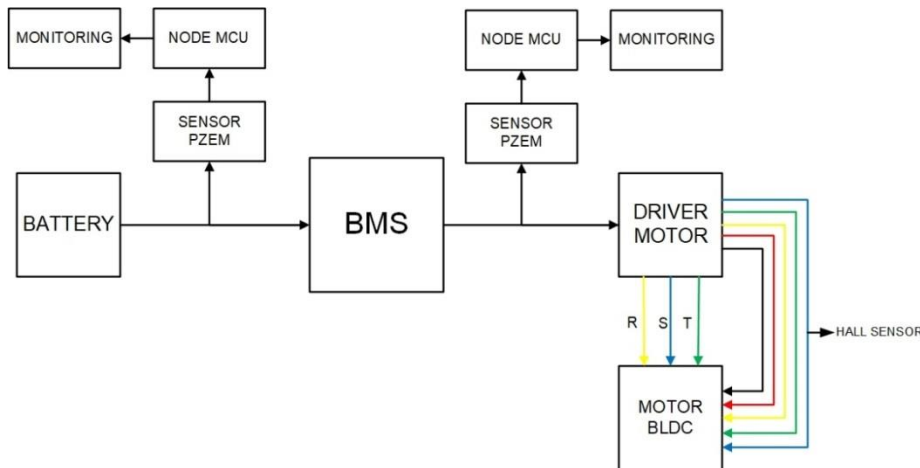 MONITORING
NODE MCU
NODE MCU
MONITORING
SENSOR
PZEM
SENSOR
PZEM
BATTERY
BMS
DRIVER
MOTOR
R
S
T
HALL SENSOR
MOTOR
BLDC